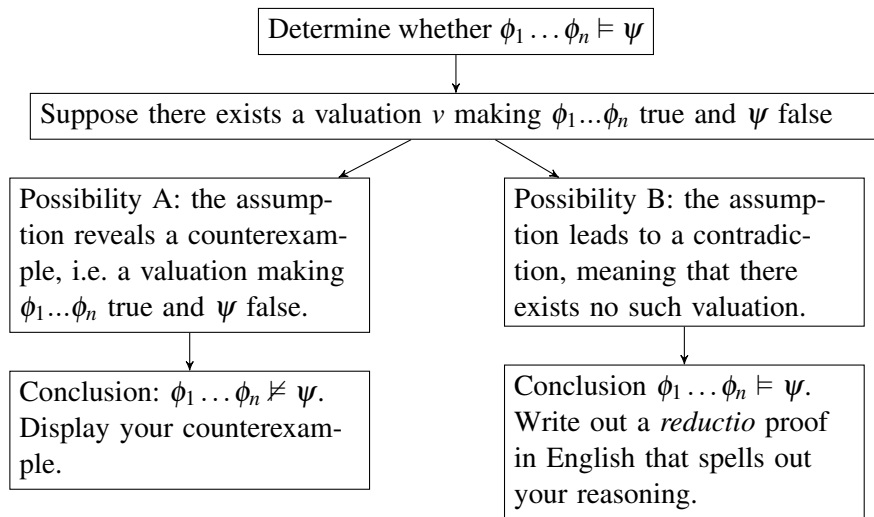 Determine whether ϕ₁ … ϕₙ ⊨ ψ
Suppose there exists a valuation v making ϕ₁...ϕₙ true and ψ false
Possibility A: the assump-
tion reveals a counterexam-
ple, i.e. a valuation making
ϕ₁...ϕₙ true and ψ false.
Possibility B: the assump-
tion leads to a contradic-
tion, meaning that there
exists no such valuation.
Conclusion: ϕ₁ … ϕₙ ⊭ ψ.
Display your counterexam-
ple.
Conclusion ϕ₁ … ϕₙ ⊨ ψ.
Write out a reductio proof
in English that spells out
your reasoning.